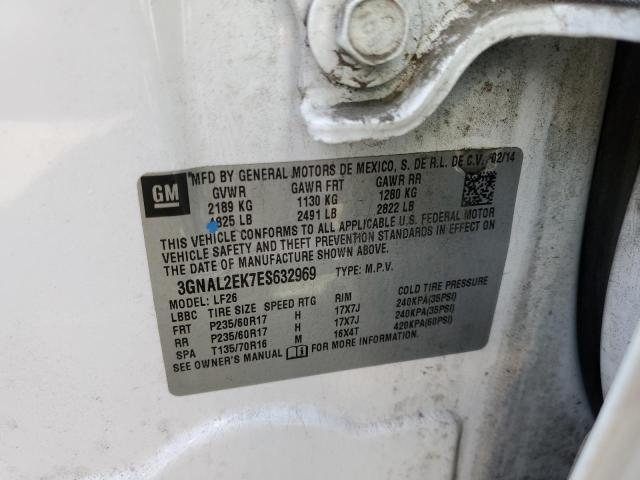 GM
MFD BY GENERAL MOTORS DE MEXICO, S. DE R.L. DE C.V. 02/14
GVWR GAWR FRT GAWR RR
2189 KG 1130 KG 1280 KG
4825 LB 2491 LB 2822 LB
THIS VEHICLE CONFORMS TO ALL APPLICABLE U.S. FEDERAL MOTOR
VEHICLE SAFETY AND THEFT PREVENTION STANDARDS IN EFFECT ON
THE DATE OF MANUFACTURE SHOWN ABOVE.
3GNAL2EK7ES632969 TYPE: M.P.V.
MODEL: LF26
LBBC TIRE SIZE SPEED RTG RIM COLD TIRE PRESSURE
FRT P235/60R17 H 17X7J 240KPA(35PSI)
RR P235/60R17 H 17X7J 240KPA(35PSI)
SPA T135/70R16 M 16X4T 420KPA(60PSI)
SEE OWNER'S MANUAL FOR MORE INFORMATION.